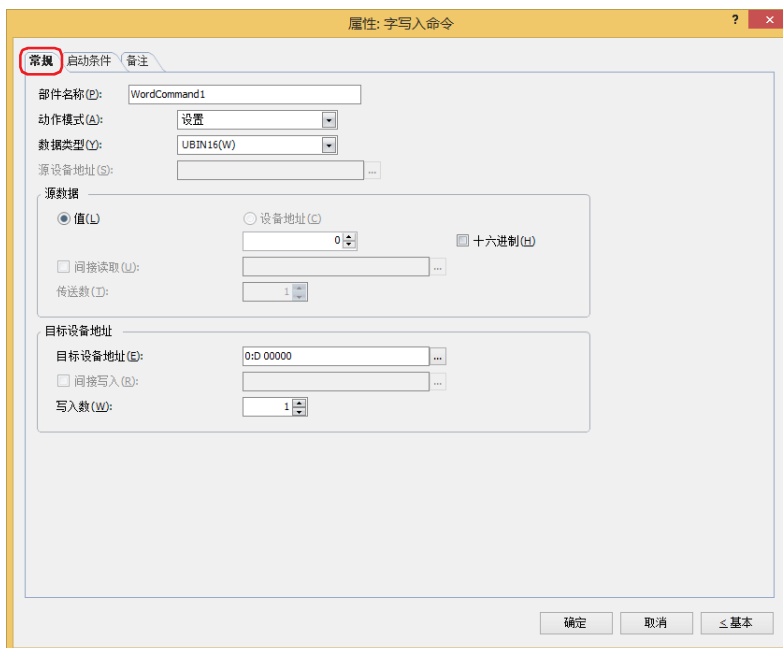 属性: 字写入命令 ?
常规 启动条件 备注
部件名称(P): WordCommand1
动作模式(A): 设置
数据类型(Y): UBIN16(W)
源设备地址(S): ...
源数据
值(L) 设备地址(C)
0 十六进制(H)
间接读取(U): ...
传送数(T): 1
目标设备地址
目标设备地址(E): 0:D 00000 ...
间接写入(R): ...
写入数(W): 1
确定 取消 < 基本